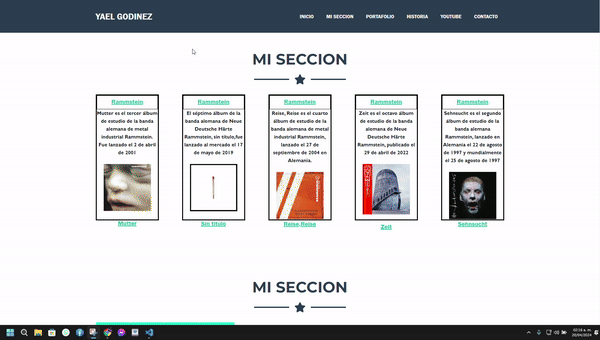 YAEL GODINEZ
INICIO
MI SECCION
PORTAFOLIO
HISTORIA
YOUTUBE
CONTACTO
MI SECCION
Rammstein
Mutter es el tercer álbum
de estudio de la banda
alemana de metal
industrial Rammstein.
Fue lanzado el 2 de abril
de 2001
Mutter
Rammstein
El séptimo álbum de la
banda alemana de Neue
Deutsche Härte
Rammstein, sin título,fue
lanzado al mercado el 17
de mayo de 2019
Sin titulo
Rammstein
Reise, Reise es el cuarto
álbum de estudio de la
banda alemana de metal
industrial Rammstein,
lanzado el 27 de
septiembre de 2004 en
Alemania.
Reise,Reise
Rammstein
Zeit es el octavo álbum
de estudio de la banda
alemana de Neue
Deutsche Härte
Rammstein, publicado el
29 de abril de 2022
Zeit
Rammstein
Sehnsucht es el segundo
álbum de estudio de la
banda alemana
Rammstein, lanzado en
Alemania el 22 de agosto
de 1997 y mundialmente
el 25 de agosto de 1997
Sehnsucht
MI SECCION